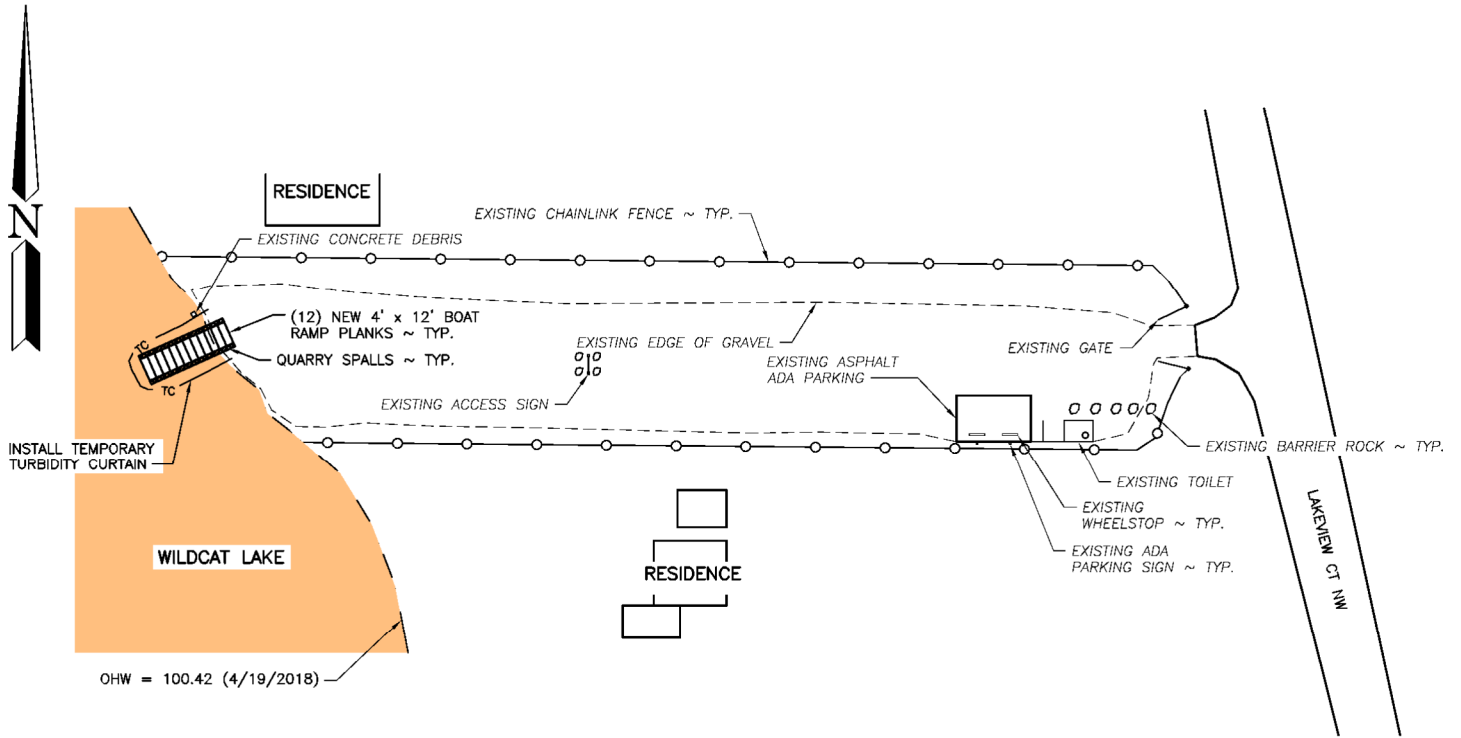 N
RESIDENCE
EXISTING CHAINLINK FENCE ~ TYP.
EXISTING CONCRETE DEBRIS
(12) NEW 4' x 12' BOAT
RAMP PLANKS ~ TYP.
QUARRY SPALLS ~ TYP.
TC
TC
EXISTING EDGE OF GRAVEL
EXISTING GATE
EXISTING ASPHALT
ADA PARKING
EXISTING ACCESS SIGN
INSTALL TEMPORARY
TURBIDITY CURTAIN
EXISTING BARRIER ROCK ~ TYP.
EXISTING TOILET
EXISTING
WHEELSTOP ~ TYP.
EXISTING ADA
PARKING SIGN ~ TYP.
LAKEVIEW CT NW
WILDCAT LAKE
RESIDENCE
OHW = 100.42 (4/19/2018)